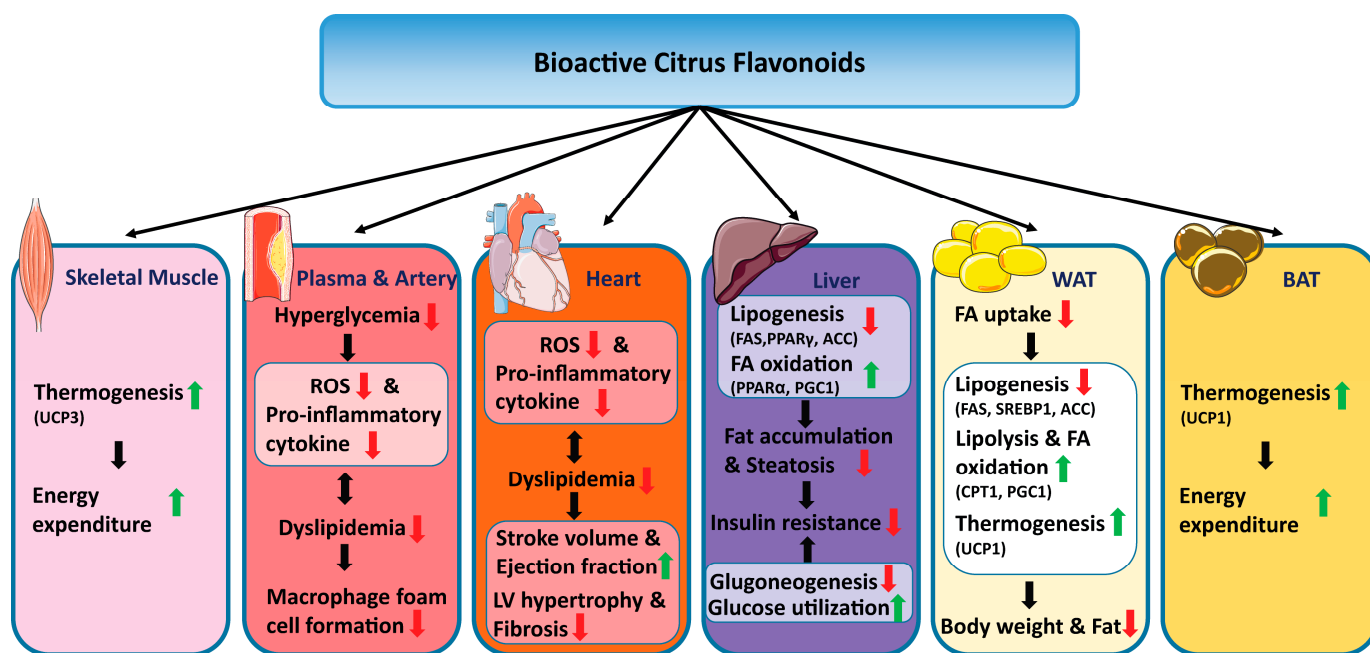 Bioactive Citrus Flavonoids
Skeletal Muscle
Thermogenesis
(UCP3)
Energy
expenditure
Plasma & Artery
Hyperglycemia
ROS &
Pro-inflammatory
cytokine
Dyslipidemia
Macrophage foam
cell formation
Heart
ROS &
Pro-inflammatory
cytokine
Dyslipidemia
Stroke volume &
Ejection fraction
LV hypertrophy &
Fibrosis
Liver
Lipogenesis
(FAS,PPARγ, ACC)
FA oxidation
(PPARα, PGC1)
Fat accumulation
& Steatosis
Insulin resistance
Glugoneogenesis
Glucose utilization
WAT
FA uptake
Lipogenesis
(FAS, SREBP1, ACC)
Lipolysis & FA
oxidation
(CPT1, PGC1)
Thermogenesis
(UCP1)
Body weight & Fat
BAT
Thermogenesis
(UCP1)
Energy
expenditure